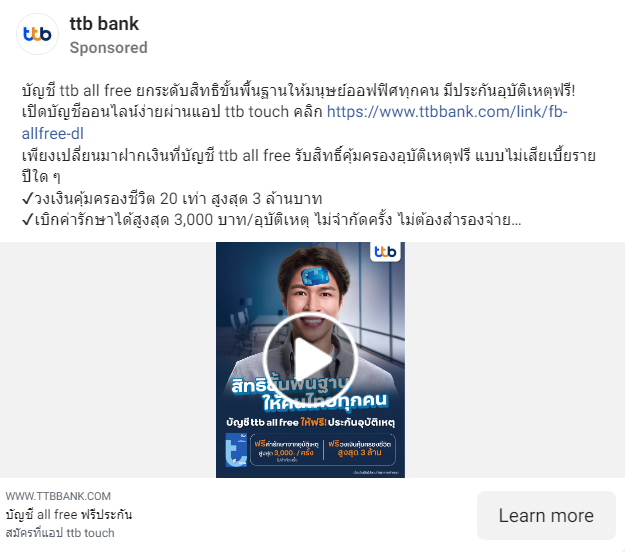 ttb
ttb bank
Sponsored
บัญชี ttb all free ยกระดับสิทธิขั้นพื้นฐานให้มนุษย์ออฟฟิศทุกคน มีประกันอุบัติเหตุฟรี!
เปิดบัญชีออนไลน์ง่ายผ่านแอป ttb touch คลิก https://www.ttbbank.com/link/fb-
allfree-dl
เพียงเปลี่ยนมาฝากเงินที่บัญชี ttb all free รับสิทธิ์คุ้มครองอุบัติเหตุฟรี แบบไม่เสียเบี้ยราย
ปีใด ๆ
✓วงเงินคุ้มครองชีวิต 20 เท่า สูงสุด 3 ล้านบาท
✓เบิกค่ารักษาได้สูงสุด 3,000 บาท/อุบัติเหตุ ไม่จำกัดครั้ง ไม่ต้องสำรองจ่าย...
ttb
สิทธิขั้นพื้นฐาน
ให้คนไทยทุกคน
บัญชี ttb all free ให้ฟรี! ประกันอุบัติเหตุ
ฟรีค่ารักษาจากอุบัติเหตุ
สูงสุด 3,000.-/ครั้ง
ไม่จำกัดครั้ง
ฟรีวงเงินคุ้มครองชีวิต
สูงสุด 3 ล้าน
WWW.TTBBANK.COM
บัญชี all free ฟรีประกัน
สมัครที่แอป ttb touch
Learn more